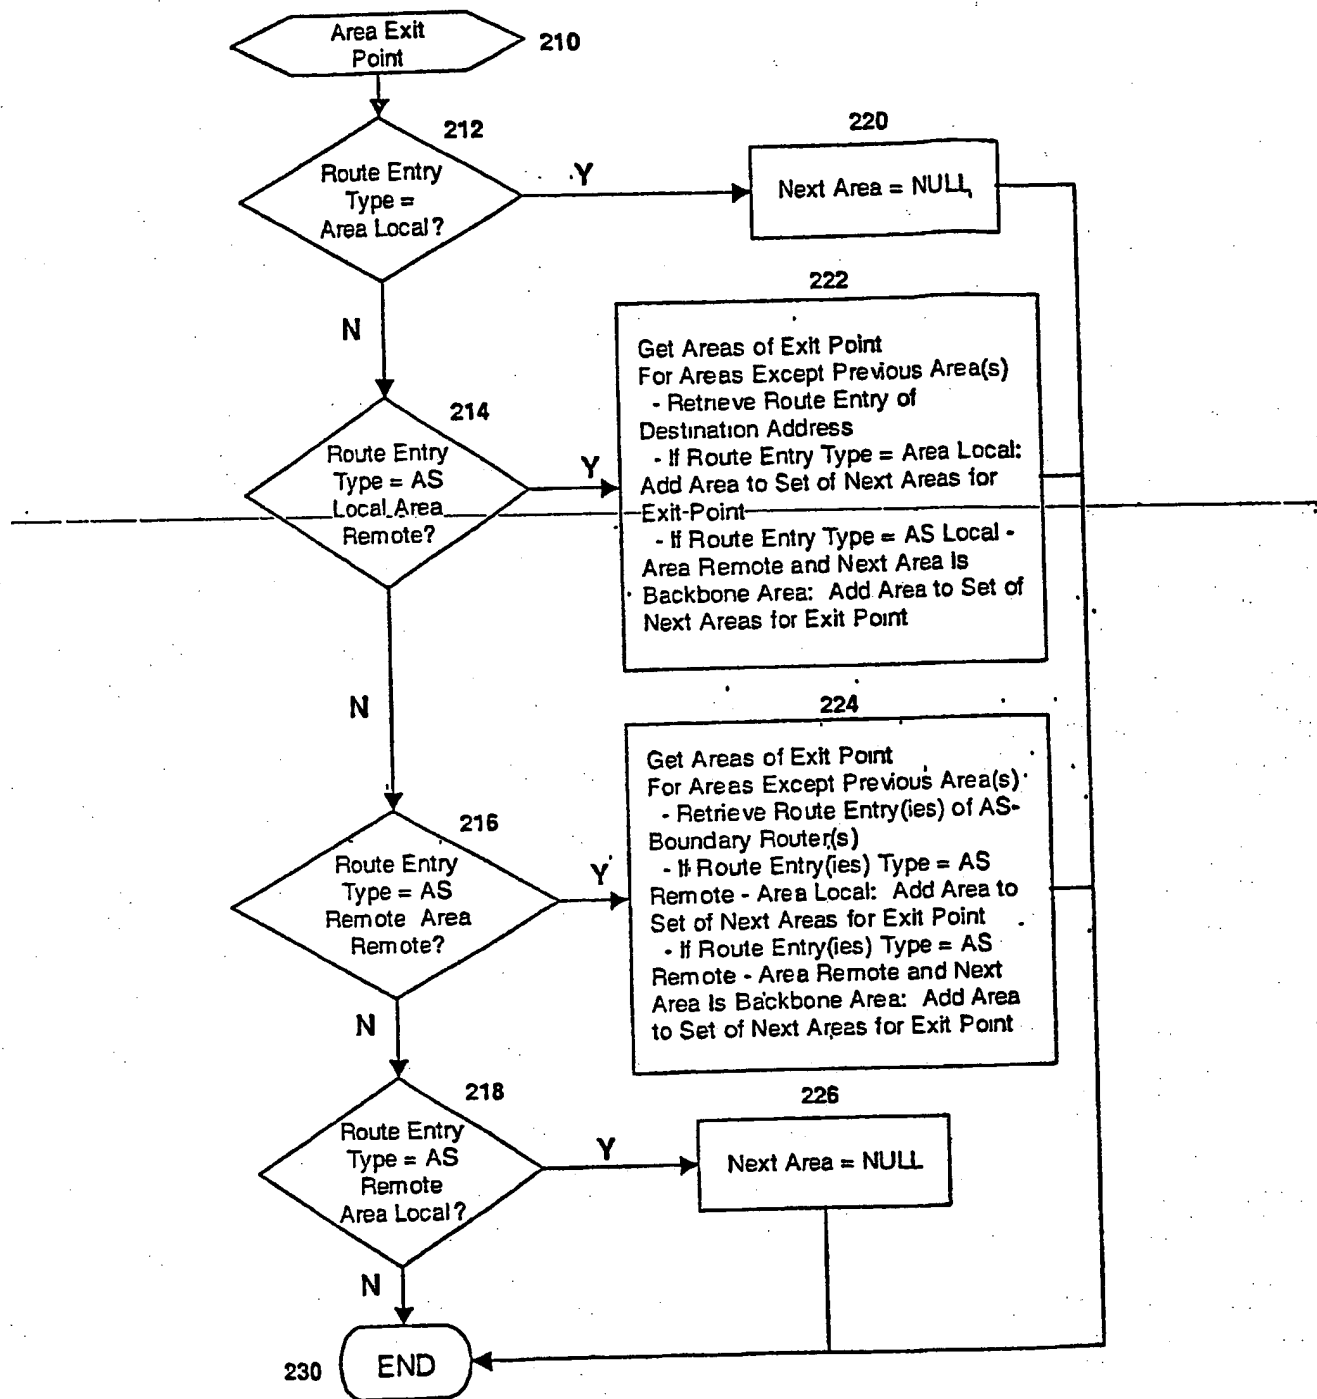 Area Exit
Point
210
212
Route Entry
Type =
Area Local?
Y
220
Next Area = NULL
N
222
Get Areas of Exit Point
For Areas Except Previous Area(s)
- Retrieve Route Entry of
Destination Address
- If Route Entry Type = Area Local:
Add Area to Set of Next Areas for
Exit Point
- If Route Entry Type = AS Local -
Area Remote and Next Area Is
Backbone Area: Add Area to Set of
Next Areas for Exit Point
214
Route Entry
Type = AS
Local Area
Remote?
Y
N
224
Get Areas of Exit Point
For Areas Except Previous Area(s)
- Retrieve Route Entry(ies) of AS-
Boundary Router(s)
- If Route Entry(ies) Type = AS
Remote - Area Local: Add Area to
Set of Next Areas for Exit Point
- If Route Entry(ies) Type = AS
Remote - Area Remote and Next
Area Is Backbone Area: Add Area
to Set of Next Areas for Exit Point
216
Route Entry
Type = AS
Remote Area
Remote?
Y
N
218
Route Entry
Type = AS
Remote
Area Local?
Y
226
Next Area = NULL
N
230
END